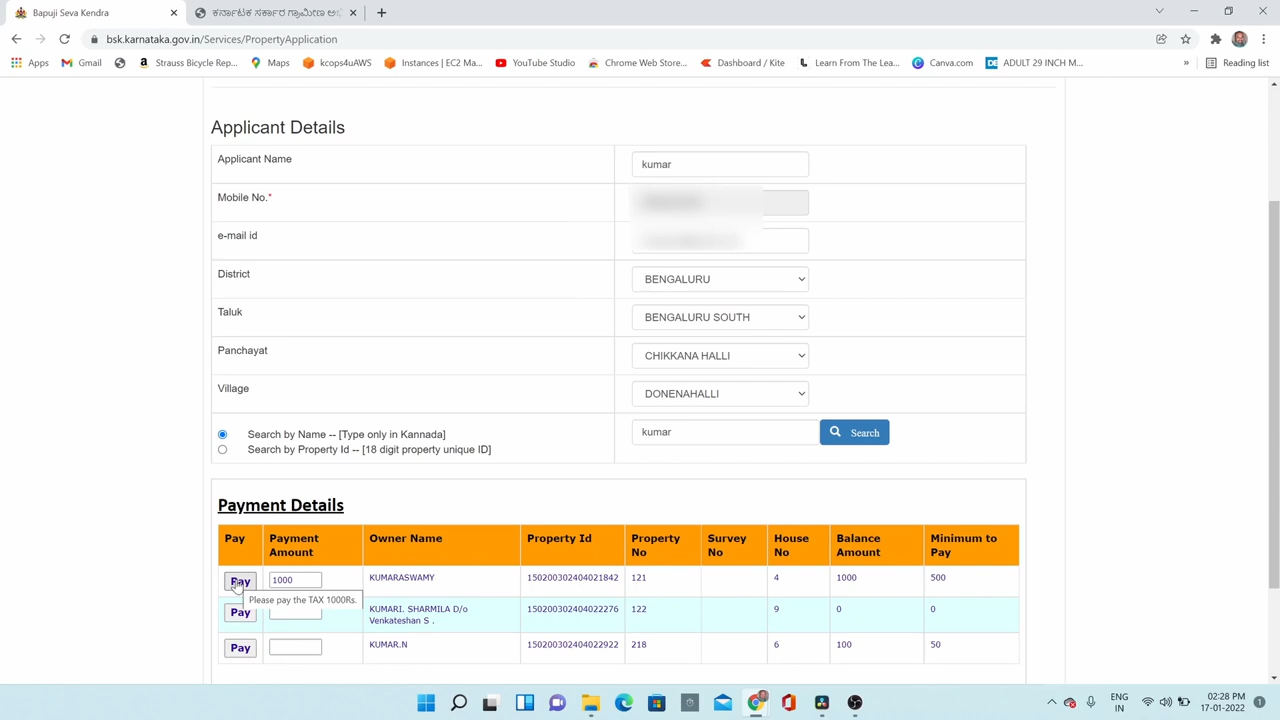 Bapuji Seva Kendra
ಕರ್ನಾಟಕ ಸರ್ಕಾರ ಗ್ರಾಮೀಣ ಅಭ
bsk.karnataka.gov.in/Services/PropertyApplication
Apps Gmail Strauss Bicycle Rep... Maps kcops4uAWS Instances | EC2 Ma... YouTube Studio Chrome Web Store... Dashboard / Kite Learn From The Lea... Canva.com ADULT 29 INCH M... » Reading list
Applicant Details
Applicant Name kumar
Mobile No.*
e-mail id
District BENGALURU
Taluk BENGALURU SOUTH
Panchayat CHIKKANA HALLI
Village DONENAHALLI
Search by Name -- [Type only in Kannada] kumar Search
Search by Property Id -- [18 digit property unique ID]
Payment Details
Pay Payment Amount Owner Name Property Id Property No Survey No House No Balance Amount Minimum to Pay
Pay 1000 KUMARASWAMY 150200302404021842 121 4 1000 500
Please pay the TAX 1000Rs.
Pay KUMARI. SHARMILA D/o Venkateshan S . 150200302404022276 122 9 0 0
Pay KUMAR.N 150200302404022922 218 6 100 50
ENG
IN
02:28 PM
17-01-2022
1